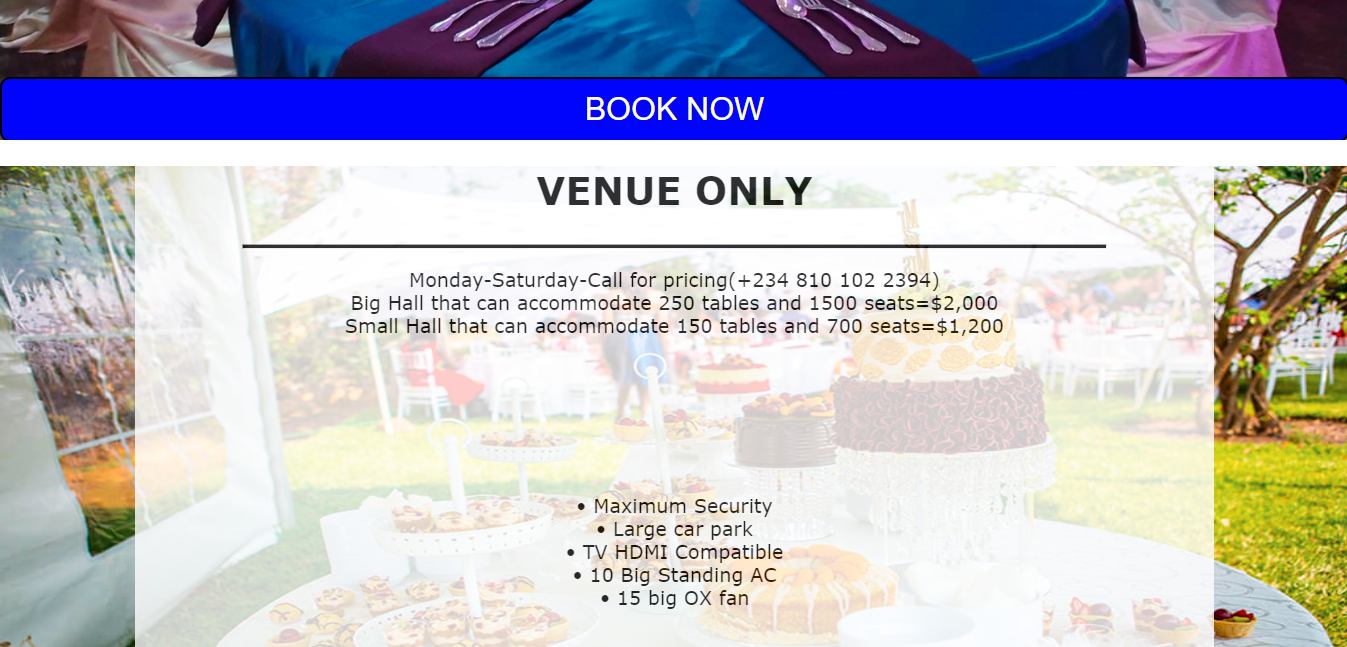 BOOK NOW
VENUE ONLY
Monday-Saturday-Call for pricing(+234 810 102 2394)
Big Hall that can accommodate 250 tables and 1500 seats=$2,000
Small Hall that can accommodate 150 tables and 700 seats=$1,200
• Maximum Security
• Large car park
• TV HDMI Compatible
• 10 Big Standing AC
• 15 big OX fan